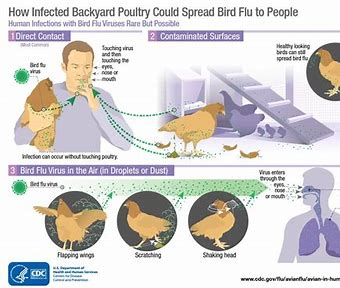 How Infected Backyard Poultry Could Spread Bird Flu to People
Human Infections with Bird Flu Viruses Rare But Possible
1 Direct Contact
(Most Common)
Bird flu
virus
Touching virus and
then touching
the eyes,
nose or
mouth
Infection can occur without touching poultry.
2 Contaminated Surfaces
Healthy looking
birds can still
spread bird flu
3 Bird Flu Virus in the Air (in Droplets or Dust)
Bird flu virus
Flapping wings
Scratching
Shaking head
Virus enters
through the
eyes,
nose
or mouth
CDC
U.S. Department of
Health and Human Services
Centers for Disease
Control and Prevention
www.cdc.gov/flu/avianflu/avian-in-hum